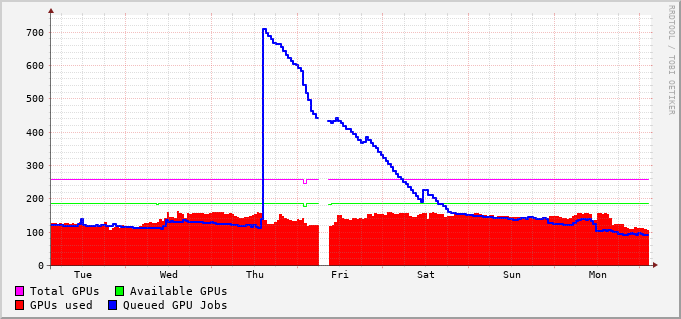 700
600
500
400
300
200
100
0
Tue Wed Thu Fri Sat Sun Mon
Total GPUs Available GPUs
GPUs used Queued GPU Jobs
RRDTOOL / TOBI OETIKER